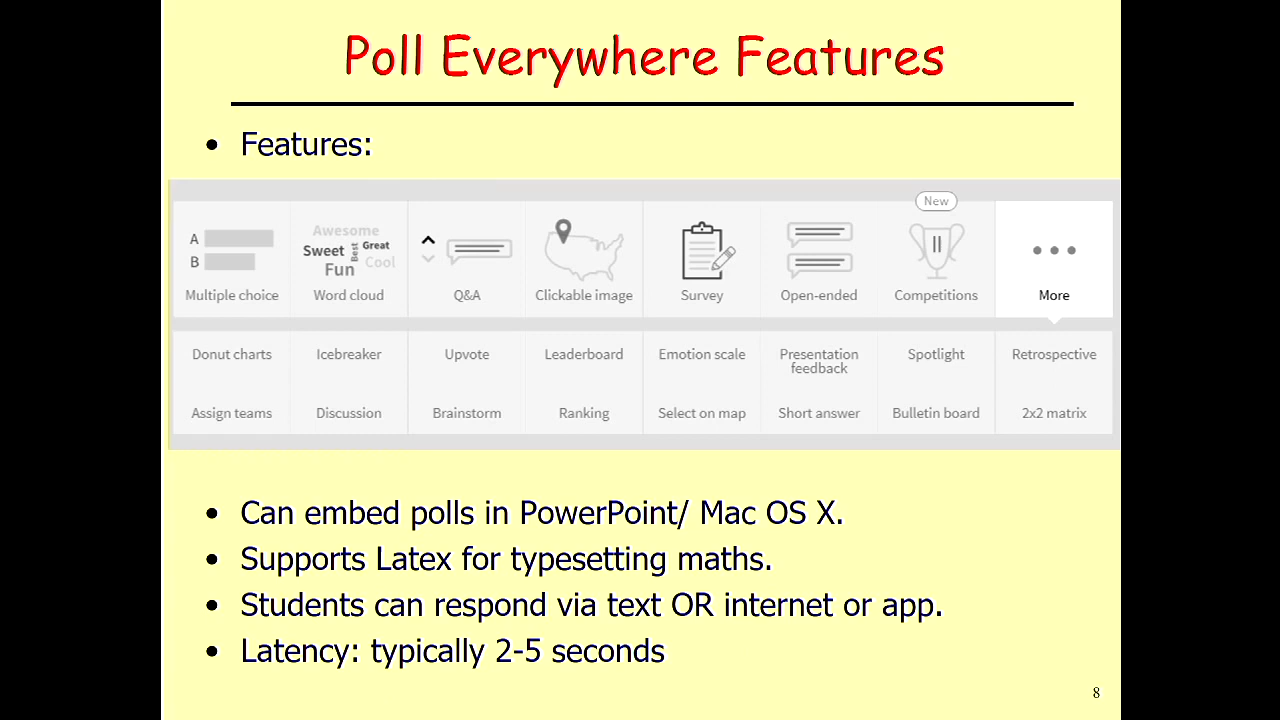 Poll Everywhere Features
• Features:
New
A
B
Awesome
Sweet Best Great
Fun Cool
Multiple choice Word cloud Q&A Clickable image Survey Open-ended Competitions More
Donut charts Icebreaker Upvote Leaderboard Emotion scale Presentation feedback Spotlight Retrospective
Assign teams Discussion Brainstorm Ranking Select on map Short answer Bulletin board 2x2 matrix
• Can embed polls in PowerPoint/ Mac OS X.
• Supports Latex for typesetting maths.
• Students can respond via text OR internet or app.
• Latency: typically 2-5 seconds
8